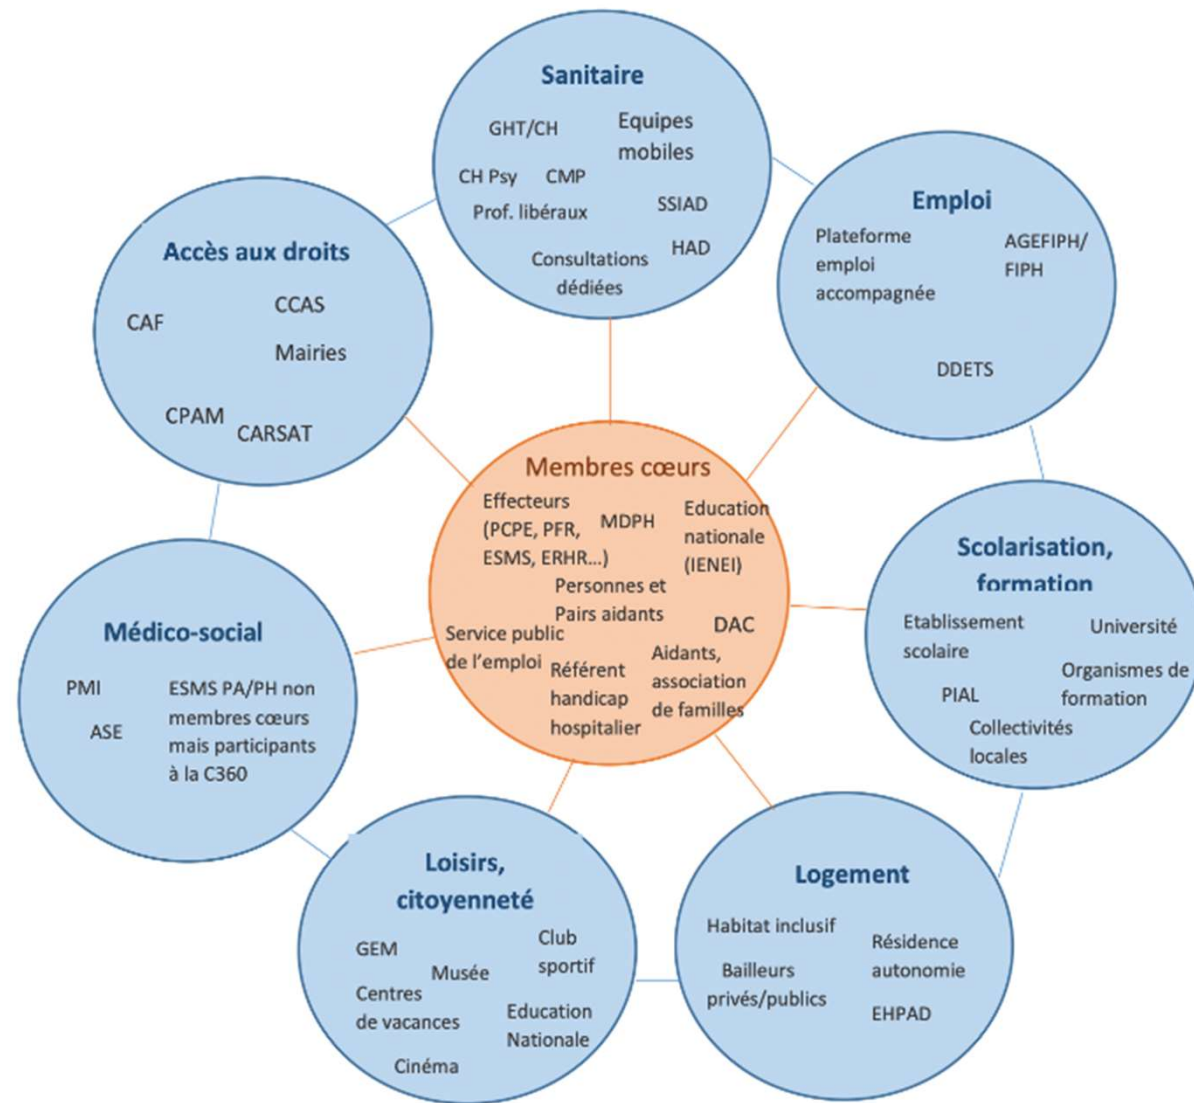 Sanitaire
GHT/CH
Equipes
mobiles
CH Psy
CMP
Prof. libéraux
SSIAD
HAD
Consultations
dédiées
Emploi
Plateforme
emploi
accompagnée
AGEFIPH/
FIPH
DDETS
Accès aux droits
CAF
CCAS
Mairies
CPAM
CARSAT
Membres cœurs
Effecteurs
(PCPE, PFR,
ESMS, ERHR...)
MDPH
Education
nationale
(IENEI)
Personnes et
Pairs aidants
DAC
Service public
de l’emploi
Référent
handicap
hospitalier
Aidants,
association
de familles
Scolarisation,
formation
Etablissement
scolaire
Université
PIAL
Organismes de
formation
Collectivités
locales
Médico-social
PMI
ASE
ESMS PA/PH non
membres cœurs
mais participants
à la C360
Loisirs,
citoyenneté
GEM
Musée
Club
sportif
Centres
de vacances
Education
Nationale
Cinéma
Logement
Habitat inclusif
Résidence
autonomie
Bailleurs
privés/publics
EHPAD